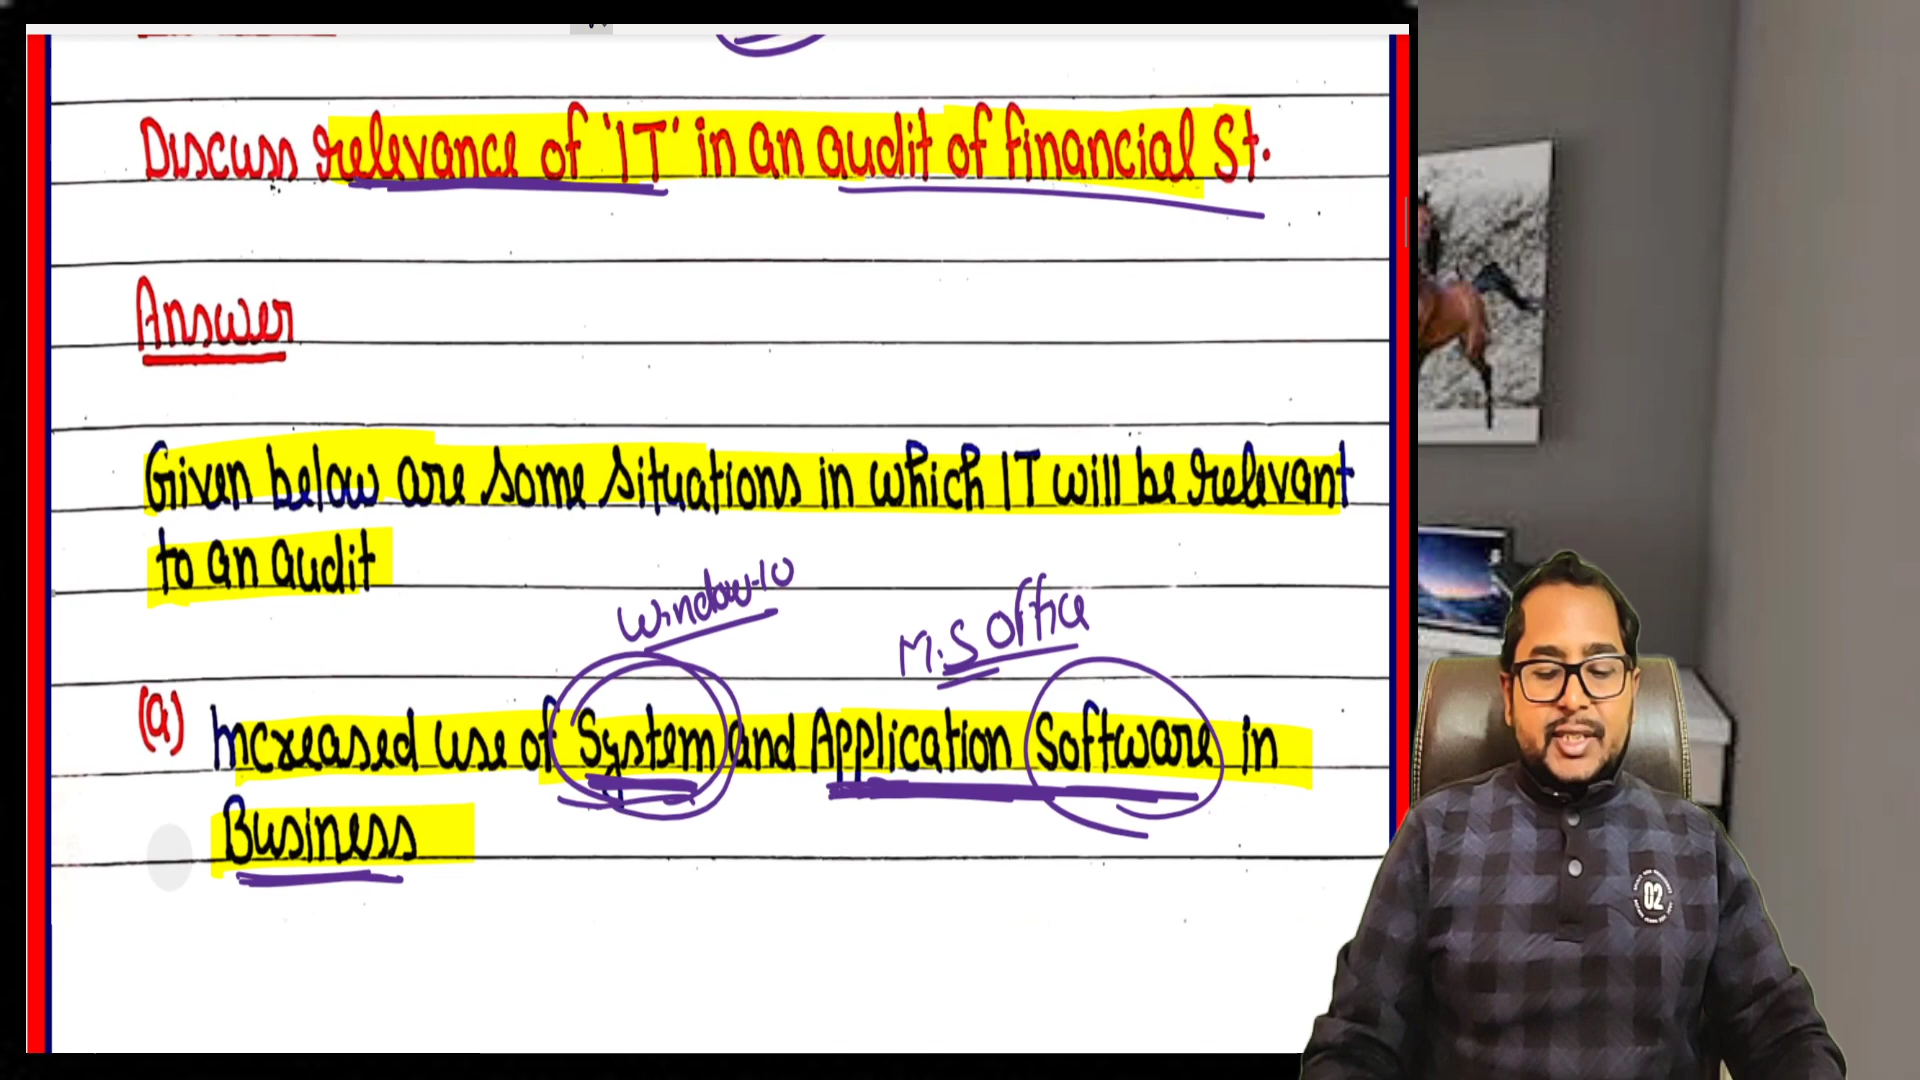 Discuss relevance of 'IT' in an audit of financial St.
Answer
Given below are some situations in which IT will be relevant
to an audit
Window-10
M.S office
(a) Increased use of System and Application Software in
Business
02